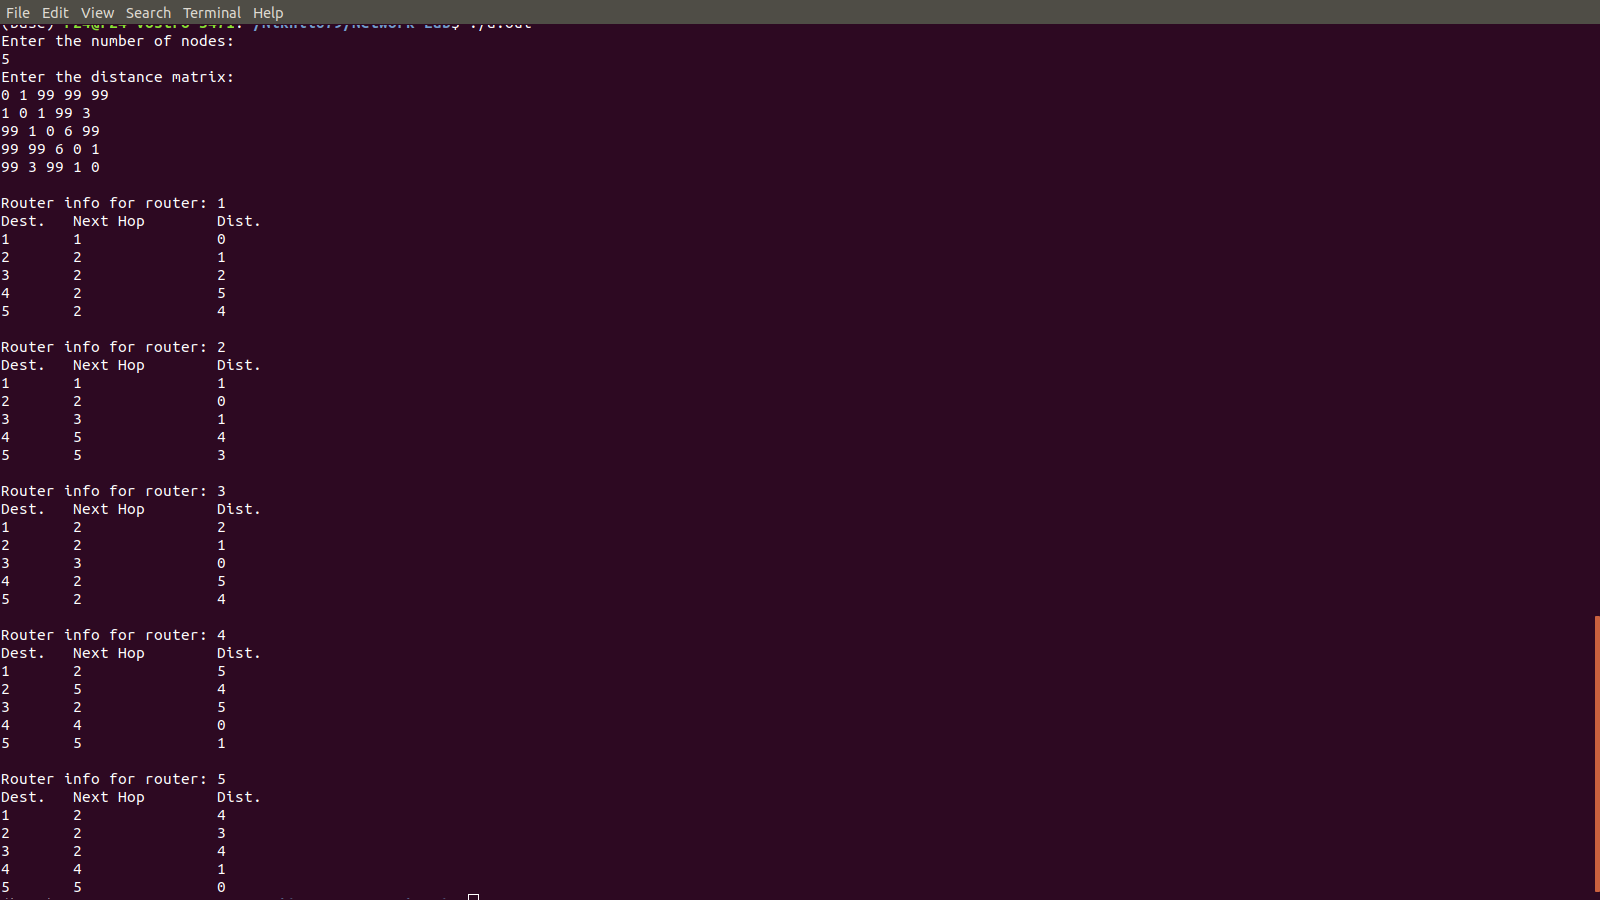 File Edit View Search Terminal Help
Enter the number of nodes:
5
Enter the distance matrix:
0 1 99 99 99
1 0 1 99 3
99 1 0 6 99
99 99 6 0 1
99 3 99 1 0
Router info for router: 1
Dest. Next Hop Dist.
1 1 0
2 2 1
3 2 2
4 2 5
5 2 4
Router info for router: 2
Dest. Next Hop Dist.
1 1 1
2 2 0
3 3 1
4 5 4
5 5 3
Router info for router: 3
Dest. Next Hop Dist.
1 2 2
2 2 1
3 3 0
4 2 5
5 2 4
Router info for router: 4
Dest. Next Hop Dist.
1 2 5
2 5 4
3 2 5
4 4 0
5 5 1
Router info for router: 5
Dest. Next Hop Dist.
1 2 4
2 2 3
3 2 4
4 4 1
5 5 0